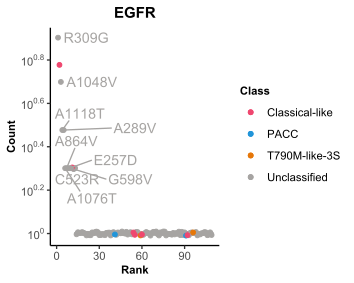 EGFR
R309G
A1048V
A1118T
A289V
A864V
E257D
C523R
G598V
A1076T
10^0.8
10^0.6
10^0.4
10^0.2
10^0
Count
0 30 60 90
Rank
Class
Classical-like
PACC
T790M-like-3S
Unclassified